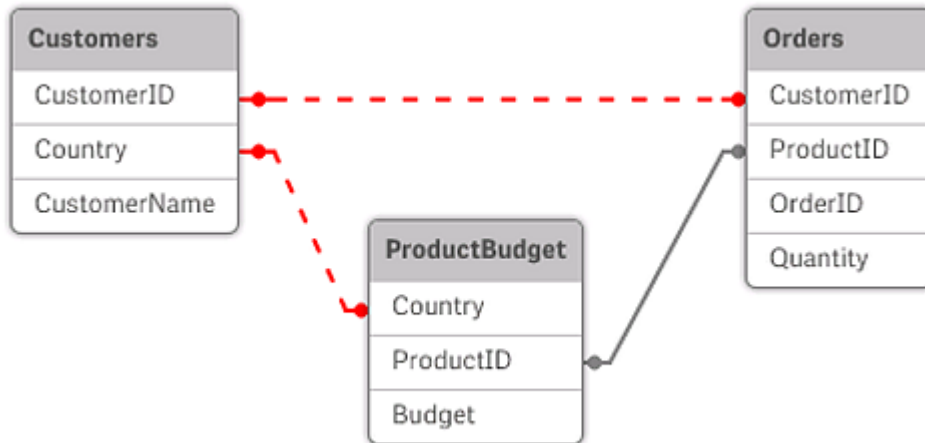 Customers
CustomerID
Country
CustomerName
ProductBudget
Country
ProductID
Budget
Orders
CustomerID
ProductID
OrderID
Quantity